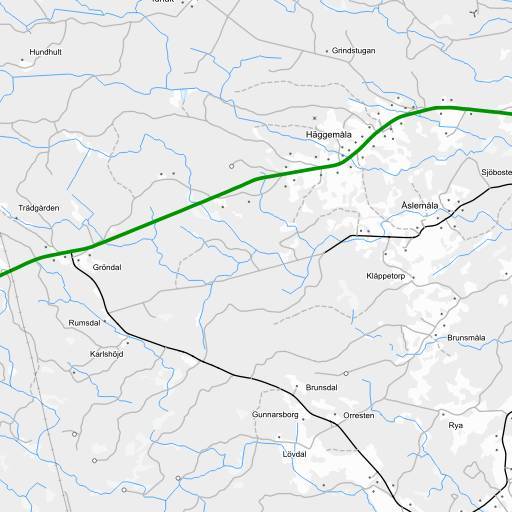 Hundhult
Grindstugan
Häggemåla
Sjöboste
Trädgården
Åslemåla
Gröndal
Kläppetorp
Rumsdal
Karlshöjd
Brunsmåla
Brunsdal
Gunnarsborg
Orresten
Rya
Lövdal